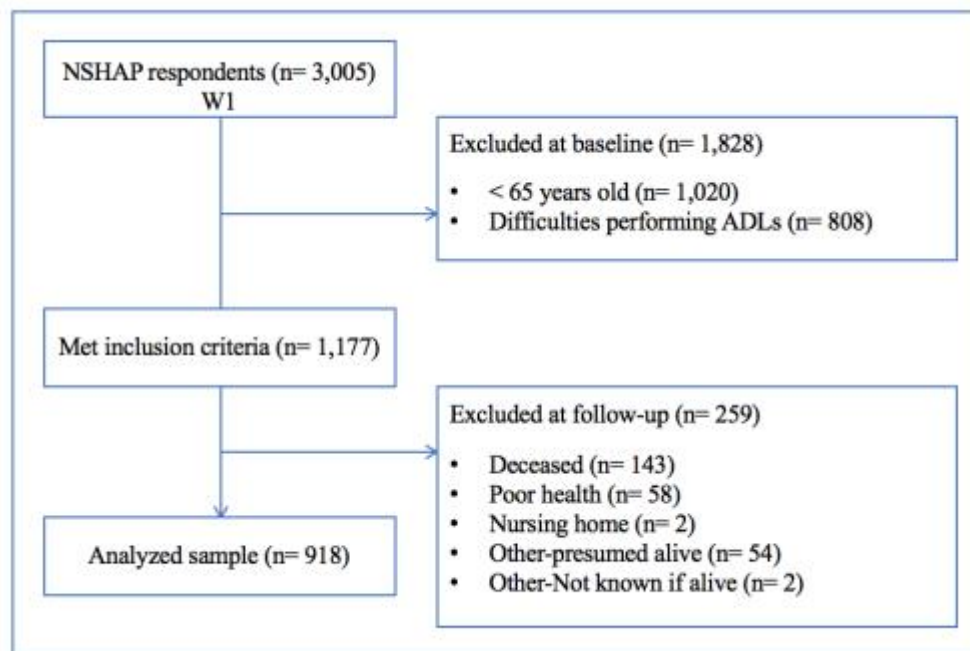 NSHAP respondents (n= 3,005)
W1
Excluded at baseline (n= 1,828)
• < 65 years old (n= 1,020)
• Difficulties performing ADLs (n= 808)
Met inclusion criteria (n= 1,177)
Excluded at follow-up (n= 259)
• Deceased (n= 143)
• Poor health (n= 58)
• Nursing home (n= 2)
• Other-presumed alive (n= 54)
• Other-Not known if alive (n= 2)
Analyzed sample (n= 918)